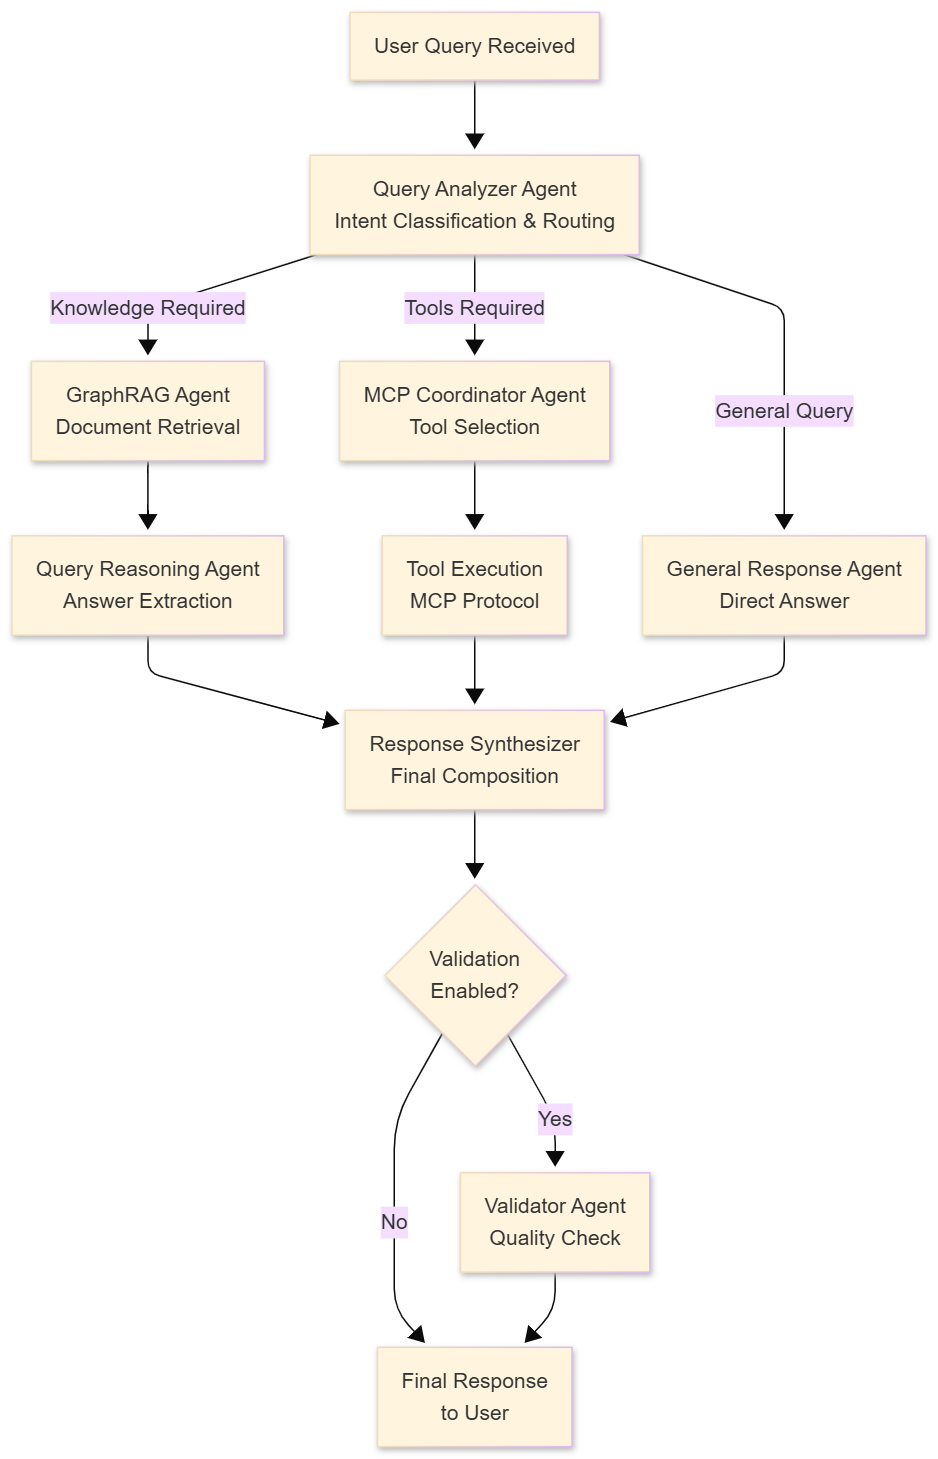 User Query Received
Query Analyzer Agent
Intent Classification & Routing
Knowledge Required
Tools Required
General Query
GraphRAG Agent
Document Retrieval
MCP Coordinator Agent
Tool Selection
Query Reasoning Agent
Answer Extraction
Tool Execution
MCP Protocol
General Response Agent
Direct Answer
Response Synthesizer
Final Composition
Validation
Enabled?
Yes
No
Validator Agent
Quality Check
Final Response
to User